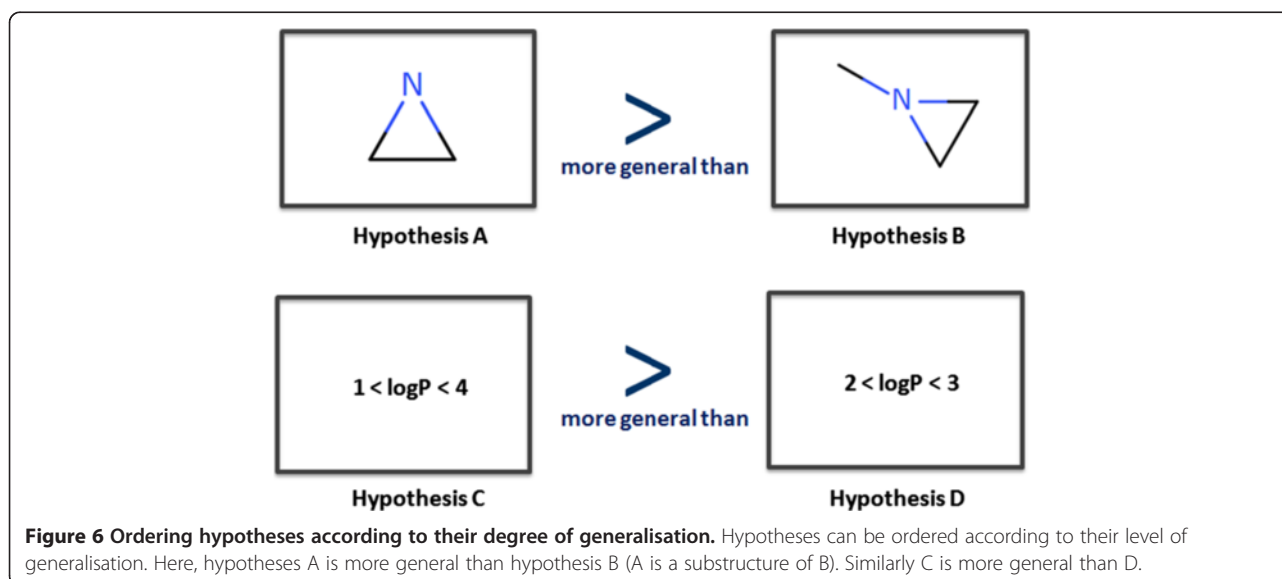 N
>
more general than
N
Hypothesis A
Hypothesis B
1 < logP < 4
>
more general than
2 < logP < 3
Hypothesis C
Hypothesis D
Figure 6 Ordering hypotheses according to their degree of generalisation. Hypotheses can be ordered according to their level of
generalisation. Here, hypotheses A is more general than hypothesis B (A is a substructure of B). Similarly C is more general than D.